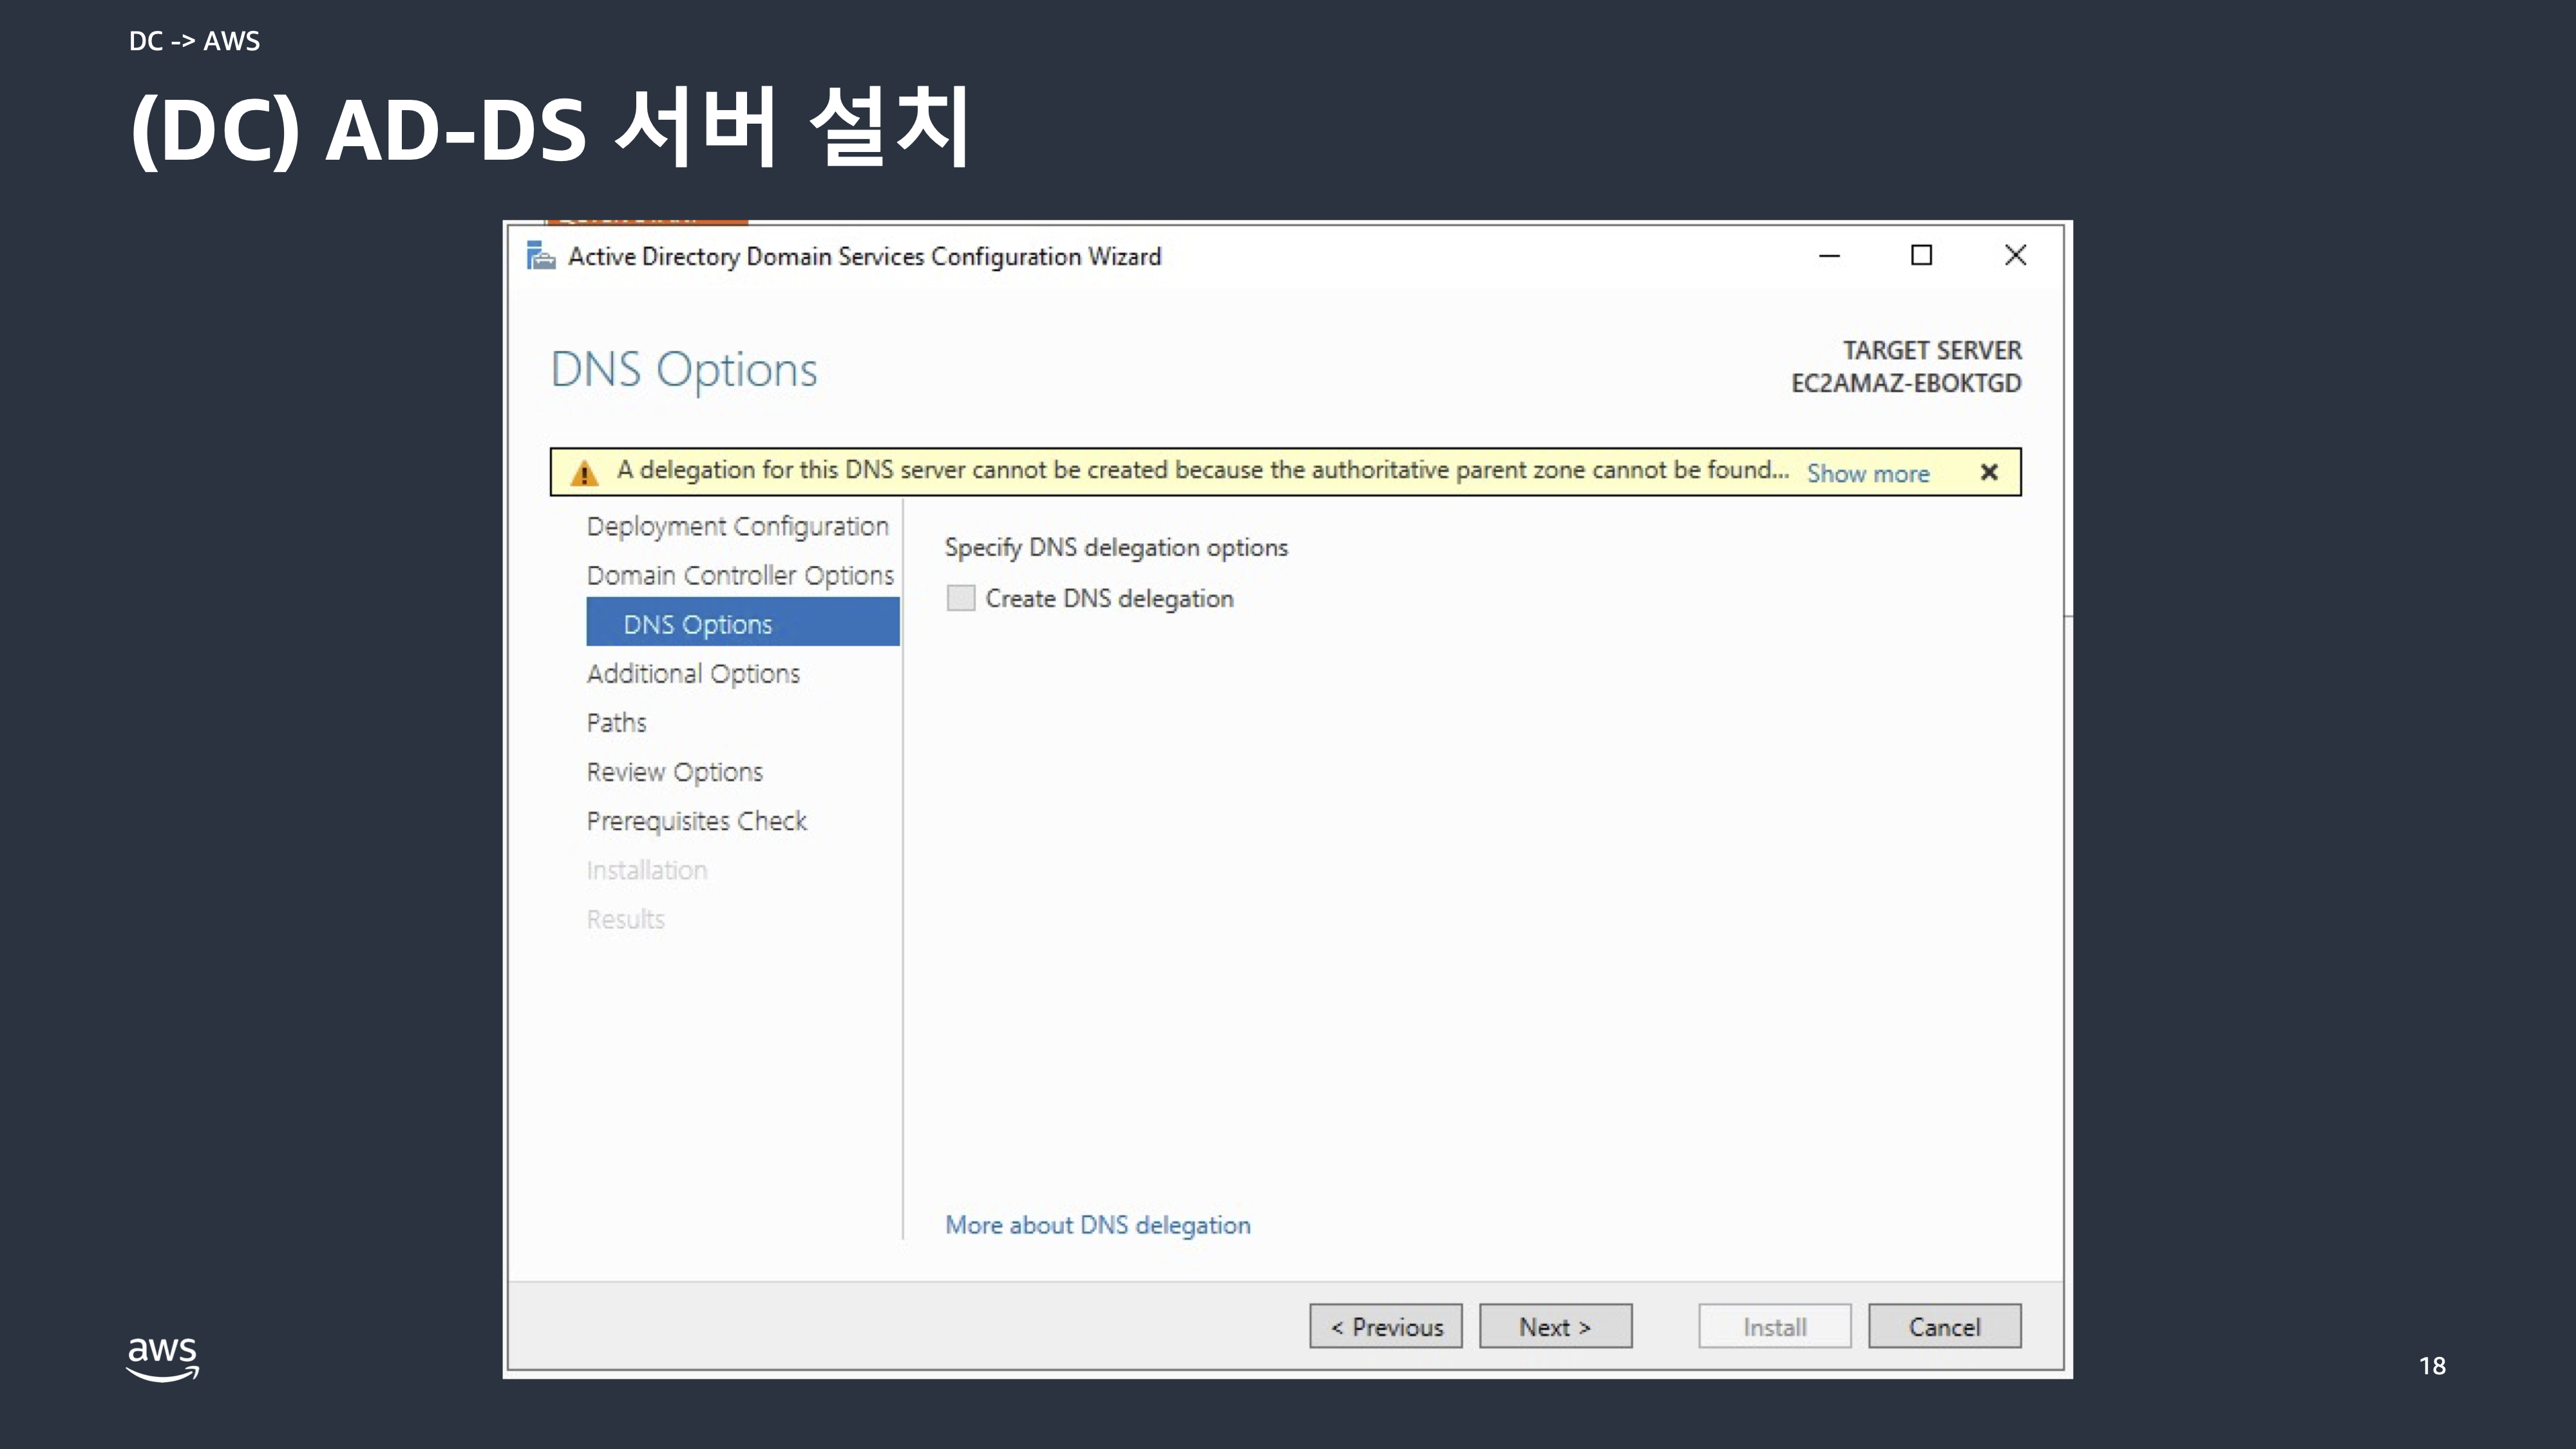 DC -> AWS
(DC) AD-DS 서버 설치
Active Directory Domain Services Configuration Wizard
DNS Options
TARGET SERVER
EC2AMAZ-EBOKTGD
A delegation for this DNS server cannot be created because the authoritative parent zone cannot be found... Show more
Deployment Configuration
Domain Controller Options
DNS Options
Additional Options
Paths
Review Options
Prerequisites Check
Installation
Results
Specify DNS delegation options
Create DNS delegation
More about DNS delegation
< Previous
Next >
Install
Cancel
aws
18